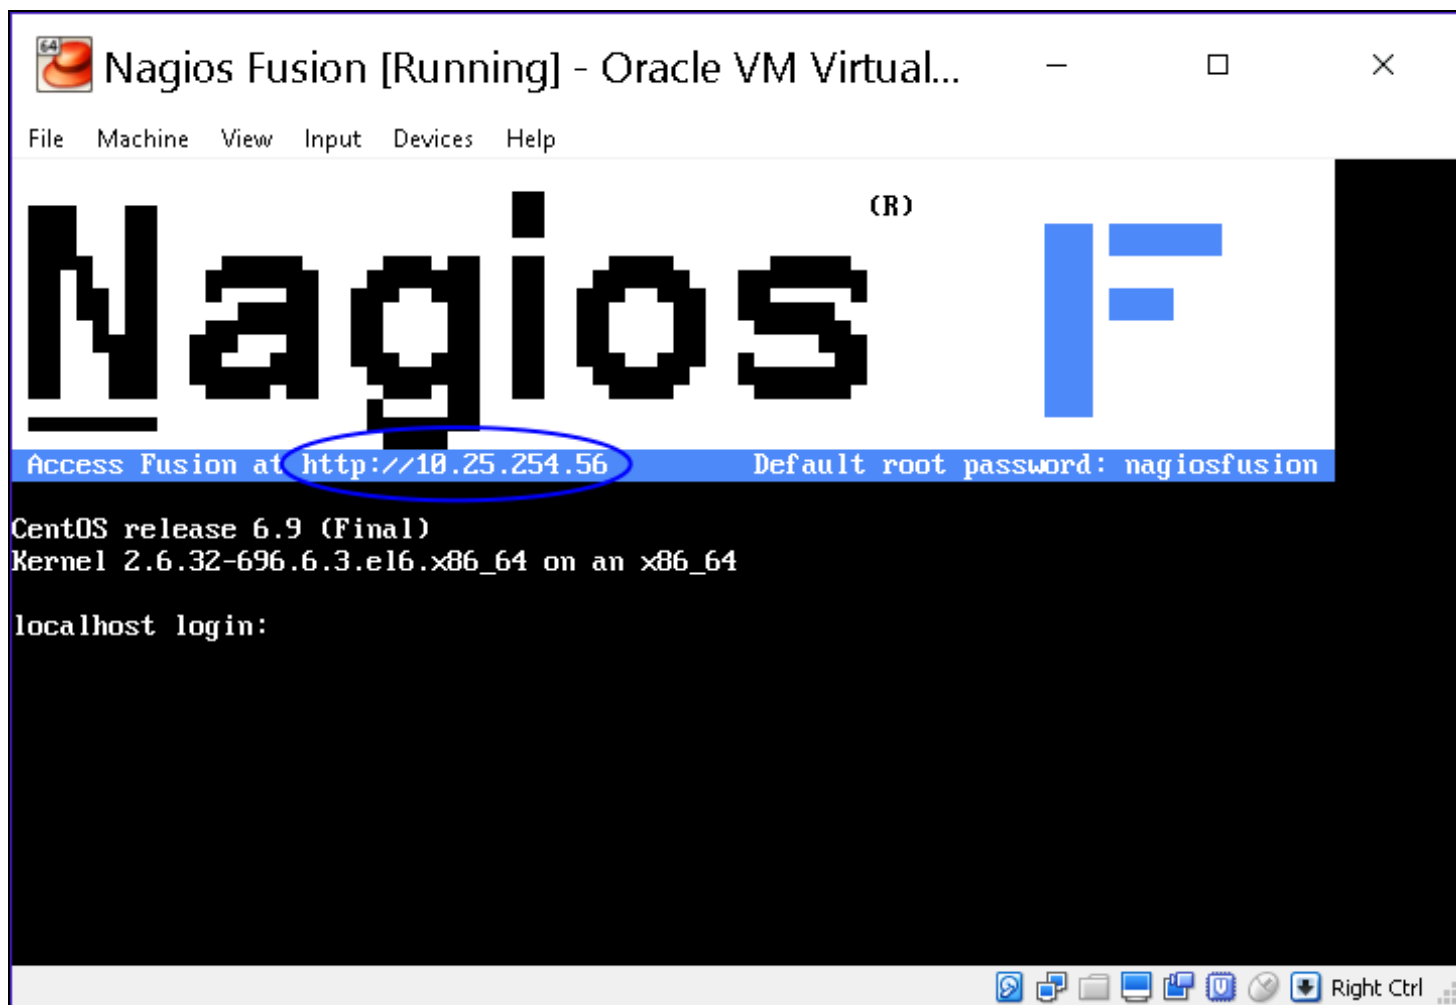 64
Nagios Fusion [Running] - Oracle VM Virtual...
File Machine View Input Devices Help
Nagios (R) F
Access Fusion at http://10.25.254.56 Default root password: nagiosfusion
CentOS release 6.9 (Final)
Kernel 2.6.32-696.6.3.el6.x86_64 on an x86_64
localhost login:
Right Ctrl